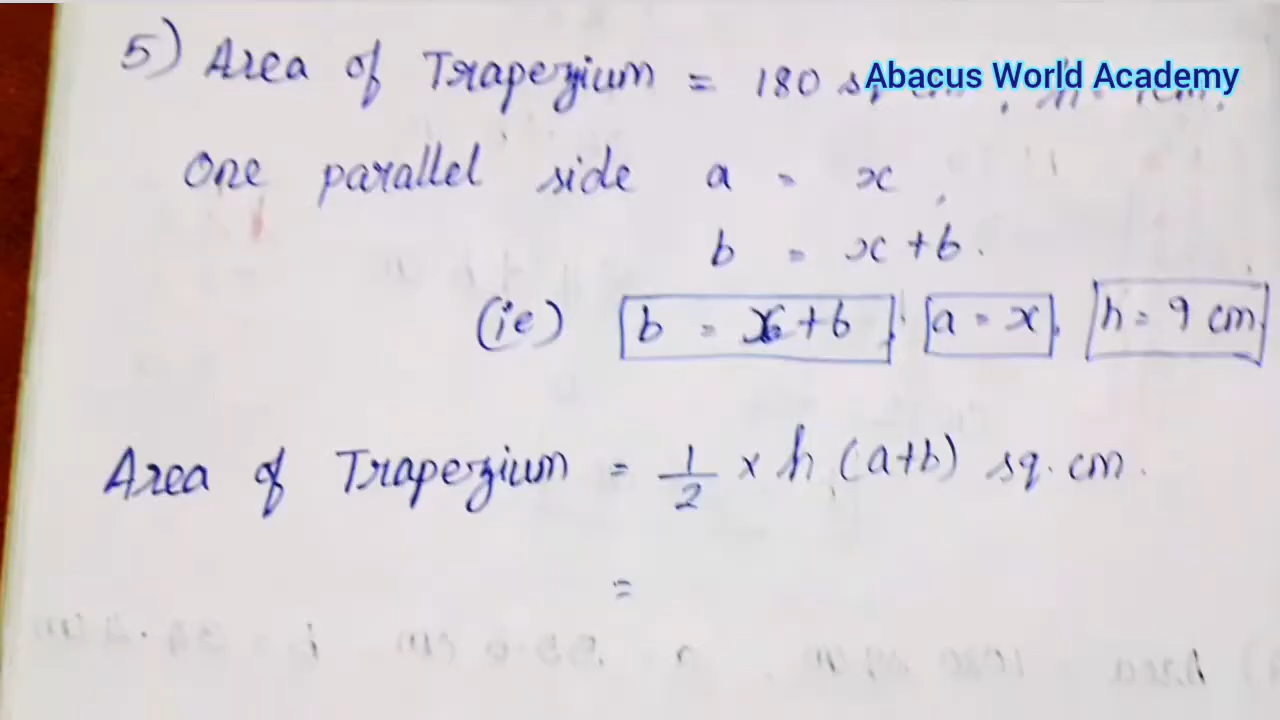 5) Area of Trapezium = 180
Abacus World Academy
One parallel side a = x,
b = x + 6.
(ie) b = x + 6, a = x, h = 9 cm
Area of Trapezium = 1/2 × h (a+b) sq. cm.
=